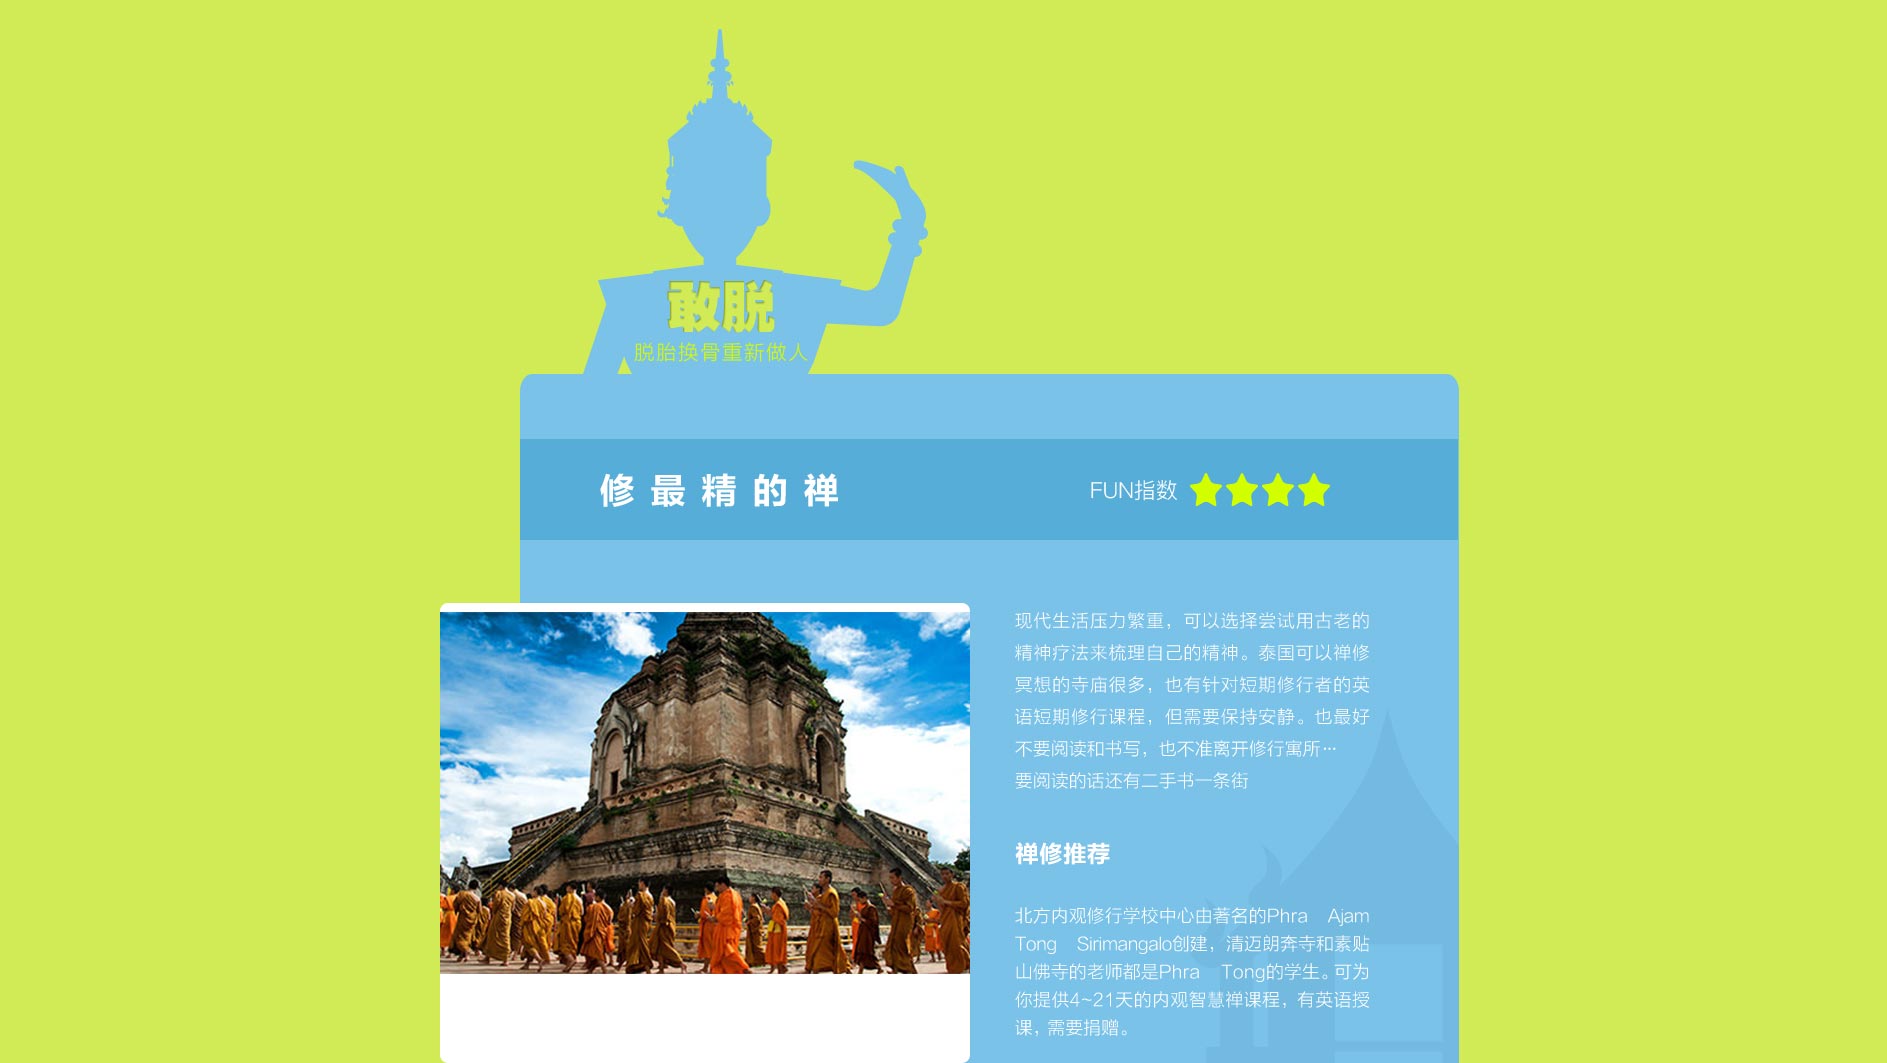 敢脱
脱胎换骨重新做人
修最精的禅
FUN指数
现代生活压力繁重，可以选择尝试用古老的
精神疗法来梳理自己的精神。泰国可以禅修
冥想的寺庙很多，也有针对短期修行者的英
语短期修行课程，但需要保持安静。也最好
不要阅读和书写，也不准离开修行寓所…
要阅读的话还有二手书一条街
禅修推荐
北方内观修行学校中心由著名的Phra Ajam
Tong Sirimangalo创建，清迈朗奔寺和素贴
山佛寺的老师都是Phra Tong的学生。可为
你提供4~21天的内观智慧禅课程，有英语授
课，需要捐赠。